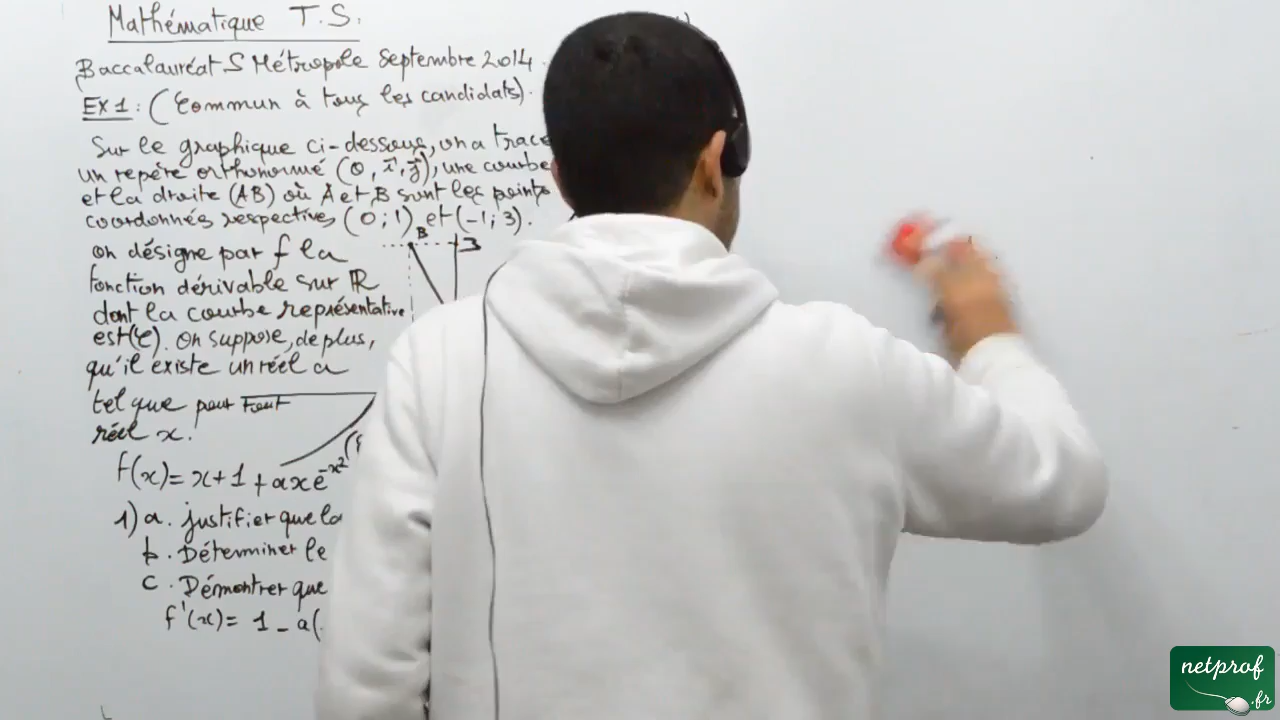 Mathématique T.S.
Baccalauréat S Métropole Septembre 2014.
EX1 : (Commun à tous les candidats).
Sur le graphique ci-dessous, on a tracé
un repère orthonormé (O, i, j), une courbe
et la droite (AB) où A et B sont les points
coordonnés respectives (0;1) et (-1;3).
on désigne par f la
fonction dérivable sur ℝ
dont la courbe représentative
est (C). On suppose, de plus,
qu'il existe un réel a
tel que pour tout
réel x.
f(x) = x+1 + axe^-x²
1) a. justifier que la
b. Déterminer le
c. Démontrer que
f'(x) = 1 - a(
B
3
netprof
.fr